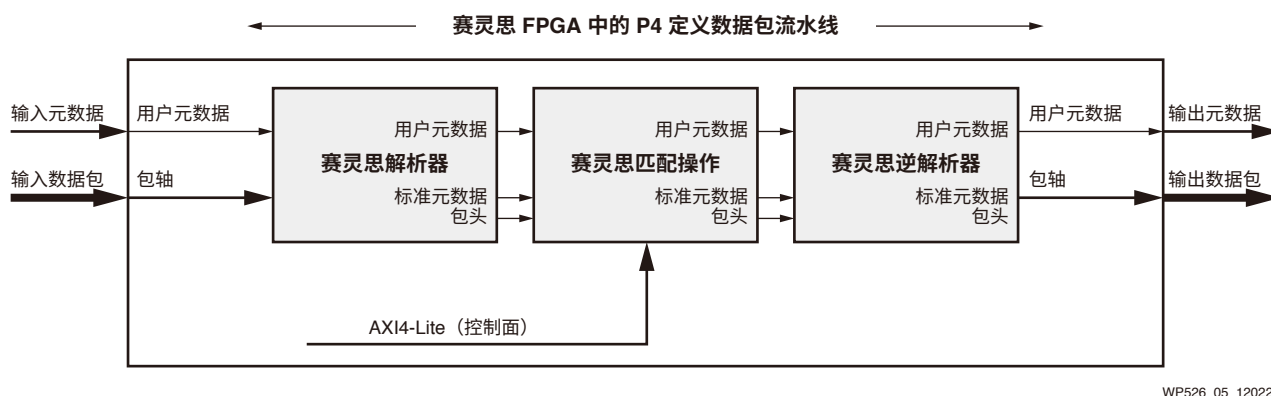 赛灵思 FPGA 中的 P4 定义数据包流水线
输入元数据
用户元数据
用户元数据
用户元数据
用户元数据
用户元数据
输出元数据
赛灵思解析器
赛灵思匹配操作
赛灵思逆解析器
输入数据包
包轴
标准元数据
标准元数据
标准元数据
包轴
输出数据包
包头
包头
包头
AXI4-Lite（控制面）
WP526_05_12022